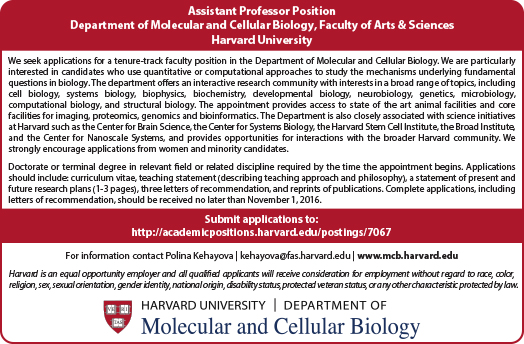 Assistant Professor Position
Department of Molecular and Cellular Biology, Faculty of Arts & Sciences
Harvard University
We seek applications for a tenure-track faculty position in the Department of Molecular and Cellular Biology. We are particularly
interested in candidates who use quantitative or computational approaches to study the mechanisms underlying fundamental
questions in biology. The department offers an interactive research community with interests in a broad range of topics, including
cell biology, systems biology, biophysics, biochemistry, developmental biology, neurobiology, genetics, microbiology,
computational biology, and structural biology. The appointment provides access to state of the art animal facilities and core
facilities for imaging, proteomics, genomics and bioinformatics. The Department is also closely associated with science initiatives
at Harvard such as the Center for Brain Science, the Center for Systems Biology, the Harvard Stem Cell Institute, the Broad Institute,
and the Center for Nanoscale Systems, and provides opportunities for interactions with the broader Harvard community. We
strongly encourage applications from women and minority candidates.
Doctorate or terminal degree in relevant field or related discipline required by the time the appointment begins. Applications
should include: curriculum vitae, teaching statement (describing teaching approach and philosophy), a statement of present and
future research plans (1-3 pages), three letters of recommendation, and reprints of publications. Complete applications, including
letters of recommendation, should be received no later than November 1, 2016.
Submit applications to:
http://academicpositions.harvard.edu/postings/7067
For information contact Polina Kehayova | kehayova@fas.harvard.edu | www.mcb.harvard.edu
Harvard is an equal opportunity employer and all qualified applicants will receive consideration for employment without regard to race, color,
religion, sex, sexual orientation, gender identity, national origin, disability status, protected veteran status, or any other characteristic protected by law.
HARVARD UNIVERSITY | DEPARTMENT OF
Molecular and Cellular Biology